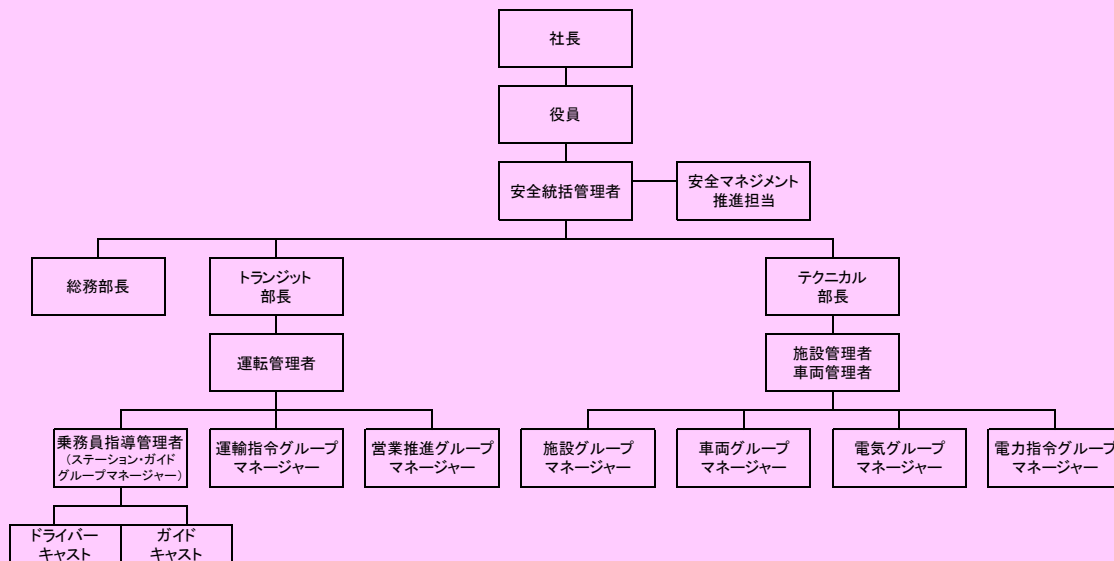 社長
役員
安全統括管理者
安全マネジメント
推進担当
総務部長
トランジット
部長
テクニカル
部長
運転管理者
施設管理者
車両管理者
乗務員指導管理者
(ステーション・ガイド
グループマネージャー)
運輸指令グループ
マネージャー
営業推進グループ
マネージャー
施設グループ
マネージャー
車両グループ
マネージャー
電気グループ
マネージャー
電力指令グループ
マネージャー
ドライバー
キャスト
ガイド
キャスト